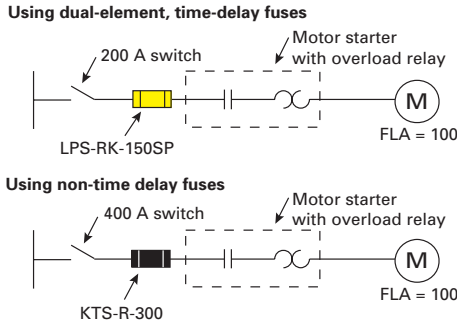 Using dual-element, time-delay fuses
Motor starter
with overload relay
200 A switch
M
LPS-RK-150SP
FLA = 100
Using non-time delay fuses
Motor starter
with overload relay
400 A switch
M
KTS-R-300
FLA = 100